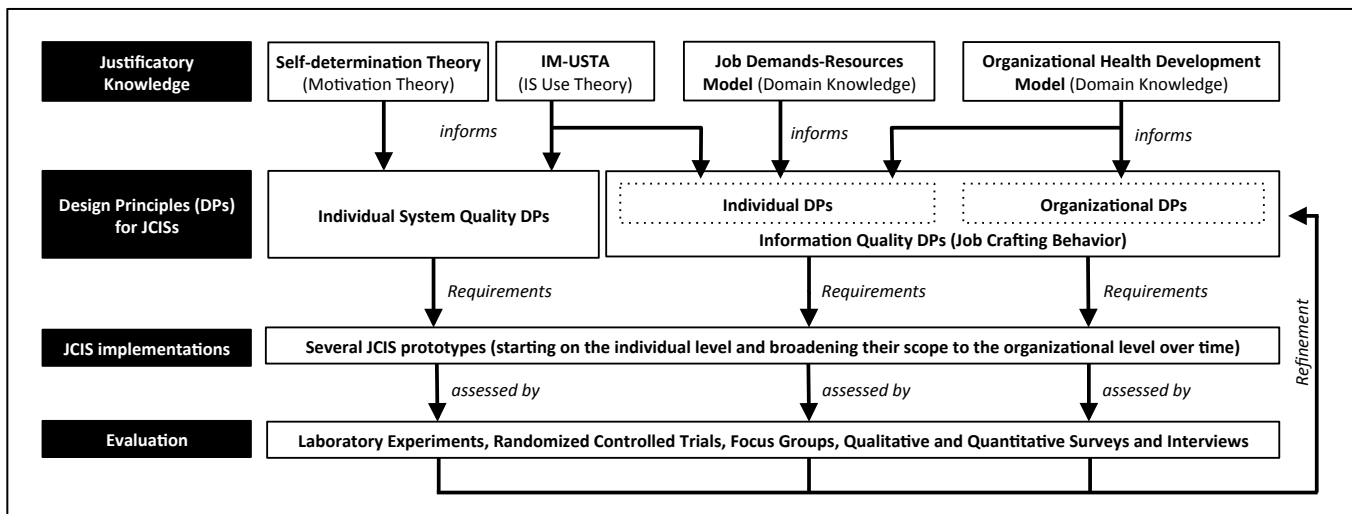 Justificatory
Knowledge
Self-determination Theory
(Motivation Theory)
IM-USTA
(IS Use Theory)
Job Demands-Resources
Model (Domain Knowledge)
Organizational Health Development
Model (Domain Knowledge)
informs
informs
informs
Design Principles (DPs)
for JCISs
Individual System Quality DPs
Individual DPs
Organizational DPs
Information Quality DPs (Job Crafting Behavior)
Requirements
Requirements
Requirements
Refinement
JCIS implementations
Several JCIS prototypes (starting on the individual level and broadening their scope to the organizational level over time)
assessed by
assessed by
assessed by
Evaluation
Laboratory Experiments, Randomized Controlled Trials, Focus Groups, Qualitative and Quantitative Surveys and Interviews